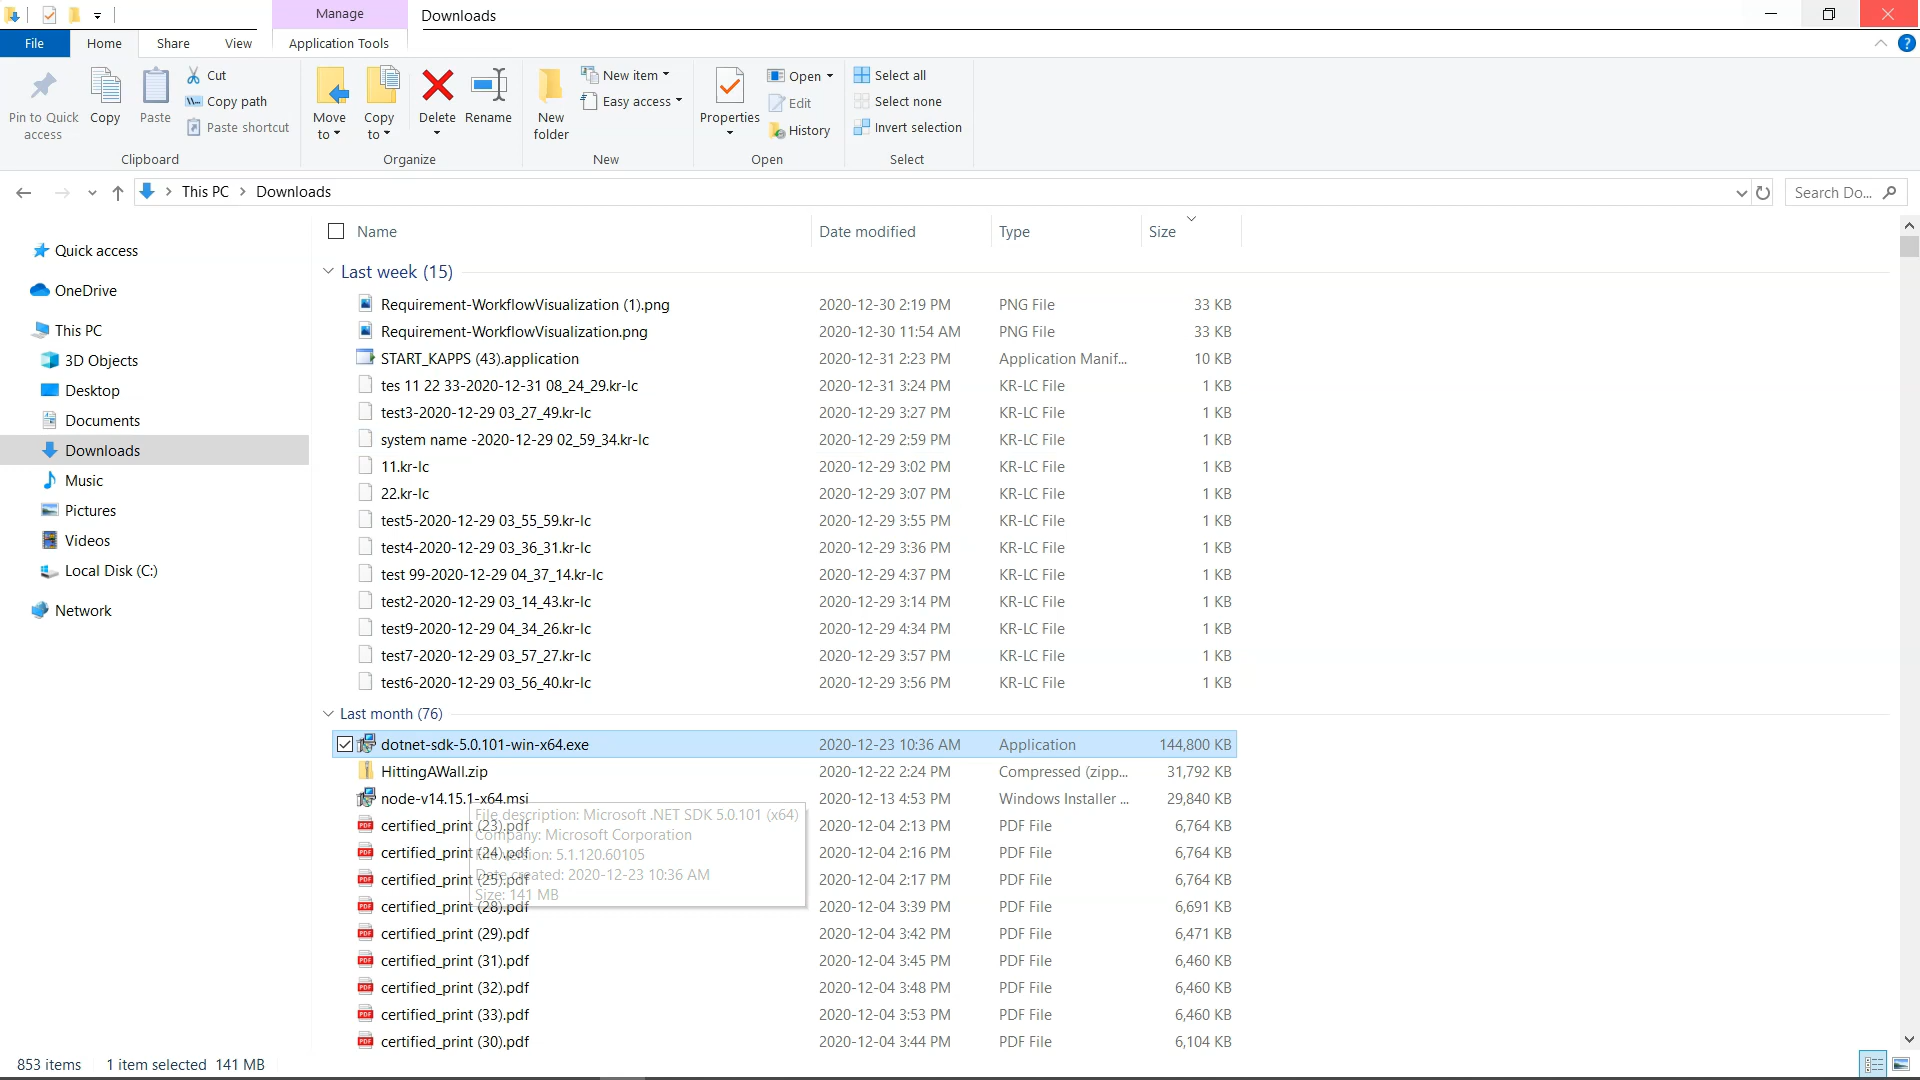 Manage
Downloads
File
Home
Share
View
Application Tools
Pin to Quick access
Copy
Paste
Cut
Copy path
Paste shortcut
Clipboard
Move to
Copy to
Delete
Rename
Organize
New folder
New item
Easy access
New
Properties
Open
Edit
History
Open
Select all
Select none
Invert selection
Select
This PC > Downloads
Search Do...
Quick access
OneDrive
This PC
3D Objects
Desktop
Documents
Downloads
Music
Pictures
Videos
Local Disk (C:)
Network
Name Date modified Type Size
Last week (15)
Requirement-WorkflowVisualization (1).png 2020-12-30 2:19 PM PNG File 33 KB
Requirement-WorkflowVisualization.png 2020-12-30 11:54 AM PNG File 33 KB
START_KAPPS (43).application 2020-12-31 2:23 PM Application Manif... 10 KB
tes 11 22 33-2020-12-31 08_24_29.kr-lc 2020-12-31 3:24 PM KR-LC File 1 KB
test3-2020-12-29 03_27_49.kr-lc 2020-12-29 3:27 PM KR-LC File 1 KB
system name -2020-12-29 02_59_34.kr-lc 2020-12-29 2:59 PM KR-LC File 1 KB
11.kr-lc 2020-12-29 3:02 PM KR-LC File 1 KB
22.kr-lc 2020-12-29 3:07 PM KR-LC File 1 KB
test5-2020-12-29 03_55_59.kr-lc 2020-12-29 3:55 PM KR-LC File 1 KB
test4-2020-12-29 03_36_31.kr-lc 2020-12-29 3:36 PM KR-LC File 1 KB
test 99-2020-12-29 04_37_14.kr-lc 2020-12-29 4:37 PM KR-LC File 1 KB
test2-2020-12-29 03_14_43.kr-lc 2020-12-29 3:14 PM KR-LC File 1 KB
test9-2020-12-29 04_34_26.kr-lc 2020-12-29 4:34 PM KR-LC File 1 KB
test7-2020-12-29 03_57_27.kr-lc 2020-12-29 3:57 PM KR-LC File 1 KB
test6-2020-12-29 03_56_40.kr-lc 2020-12-29 3:56 PM KR-LC File 1 KB
Last month (76)
dotnet-sdk-5.0.101-win-x64.exe 2020-12-23 10:36 AM Application 144,800 KB
HittingAWall.zip 2020-12-22 2:24 PM Compressed (zipp... 31,792 KB
node-v14.15.1-x64.msi 2020-12-13 4:53 PM Windows Installer ... 29,840 KB
certified_print (23).pdf 2020-12-04 2:13 PM PDF File 6,764 KB
certified_print (24).pdf 2020-12-04 2:16 PM PDF File 6,764 KB
certified_print (25).pdf 2020-12-04 2:17 PM PDF File 6,764 KB
certified_print (28).pdf 2020-12-04 3:39 PM PDF File 6,691 KB
certified_print (29).pdf 2020-12-04 3:42 PM PDF File 6,471 KB
certified_print (31).pdf 2020-12-04 3:45 PM PDF File 6,460 KB
certified_print (32).pdf 2020-12-04 3:48 PM PDF File 6,460 KB
certified_print (33).pdf 2020-12-04 3:53 PM PDF File 6,460 KB
certified_print (30).pdf 2020-12-04 3:44 PM PDF File 6,104 KB
File description: Microsoft .NET SDK 5.0.101 (x64)
Company: Microsoft Corporation
File version: 5.1.120.60105
Date created: 2020-12-23 10:36 AM
Size: 141 MB
853 items 1 item selected 141 MB